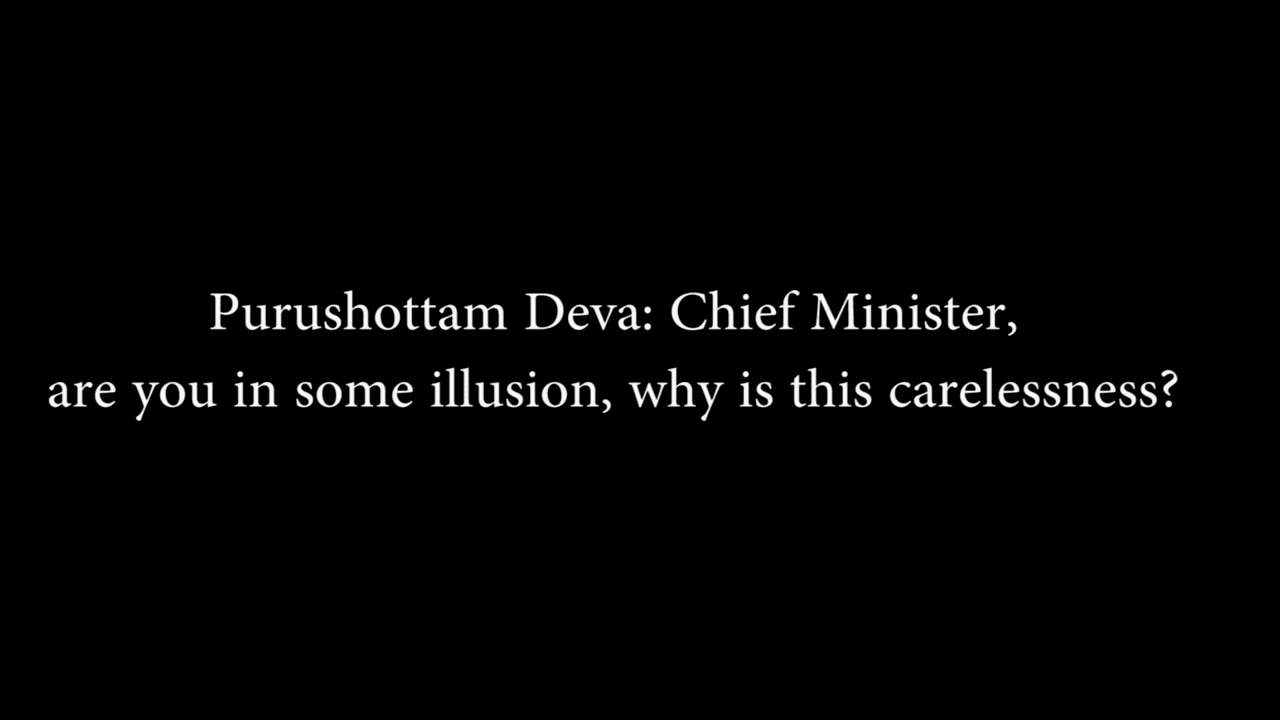 Purushottam Deva: Chief Minister,
are you in some illusion, why is this carelessness?